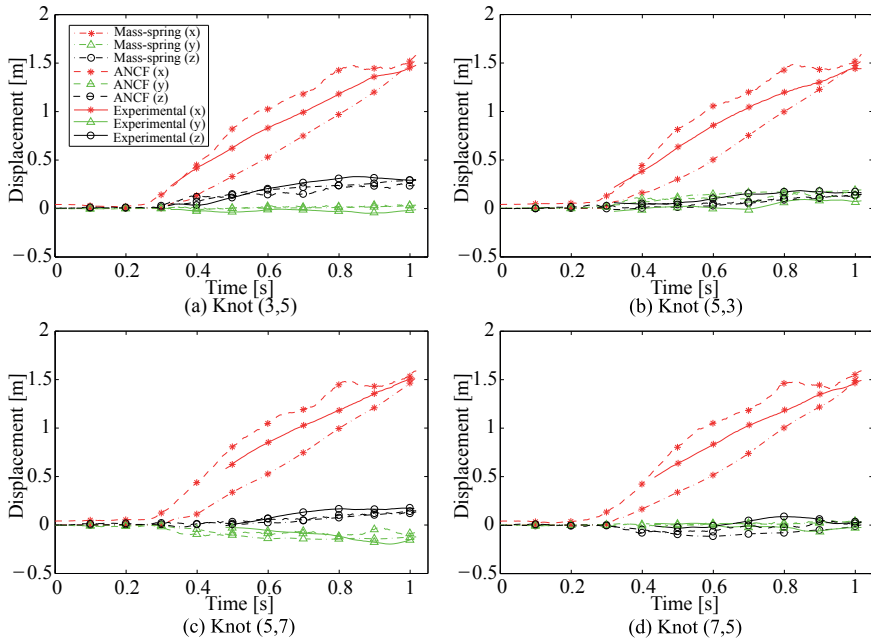 2
1.5
1
0.5
0
−0.5
Displacement [m]
Mass-spring (x)
Mass-spring (y)
Mass-spring (z)
ANCF (x)
ANCF (y)
ANCF (z)
Experimental (x)
Experimental (y)
Experimental (z)
0 0.2 0.4 0.6 0.8 1
Time [s]
(a) Knot (3,5)
2
1.5
1
0.5
0
−0.5
Displacement [m]
0 0.2 0.4 0.6 0.8 1
Time [s]
(b) Knot (5,3)
2
1.5
1
0.5
0
−0.5
Displacement [m]
0 0.2 0.4 0.6 0.8 1
Time [s]
(c) Knot (5,7)
2
1.5
1
0.5
0
−0.5
Displacement [m]
0 0.2 0.4 0.6 0.8 1
Time [s]
(d) Knot (7,5)